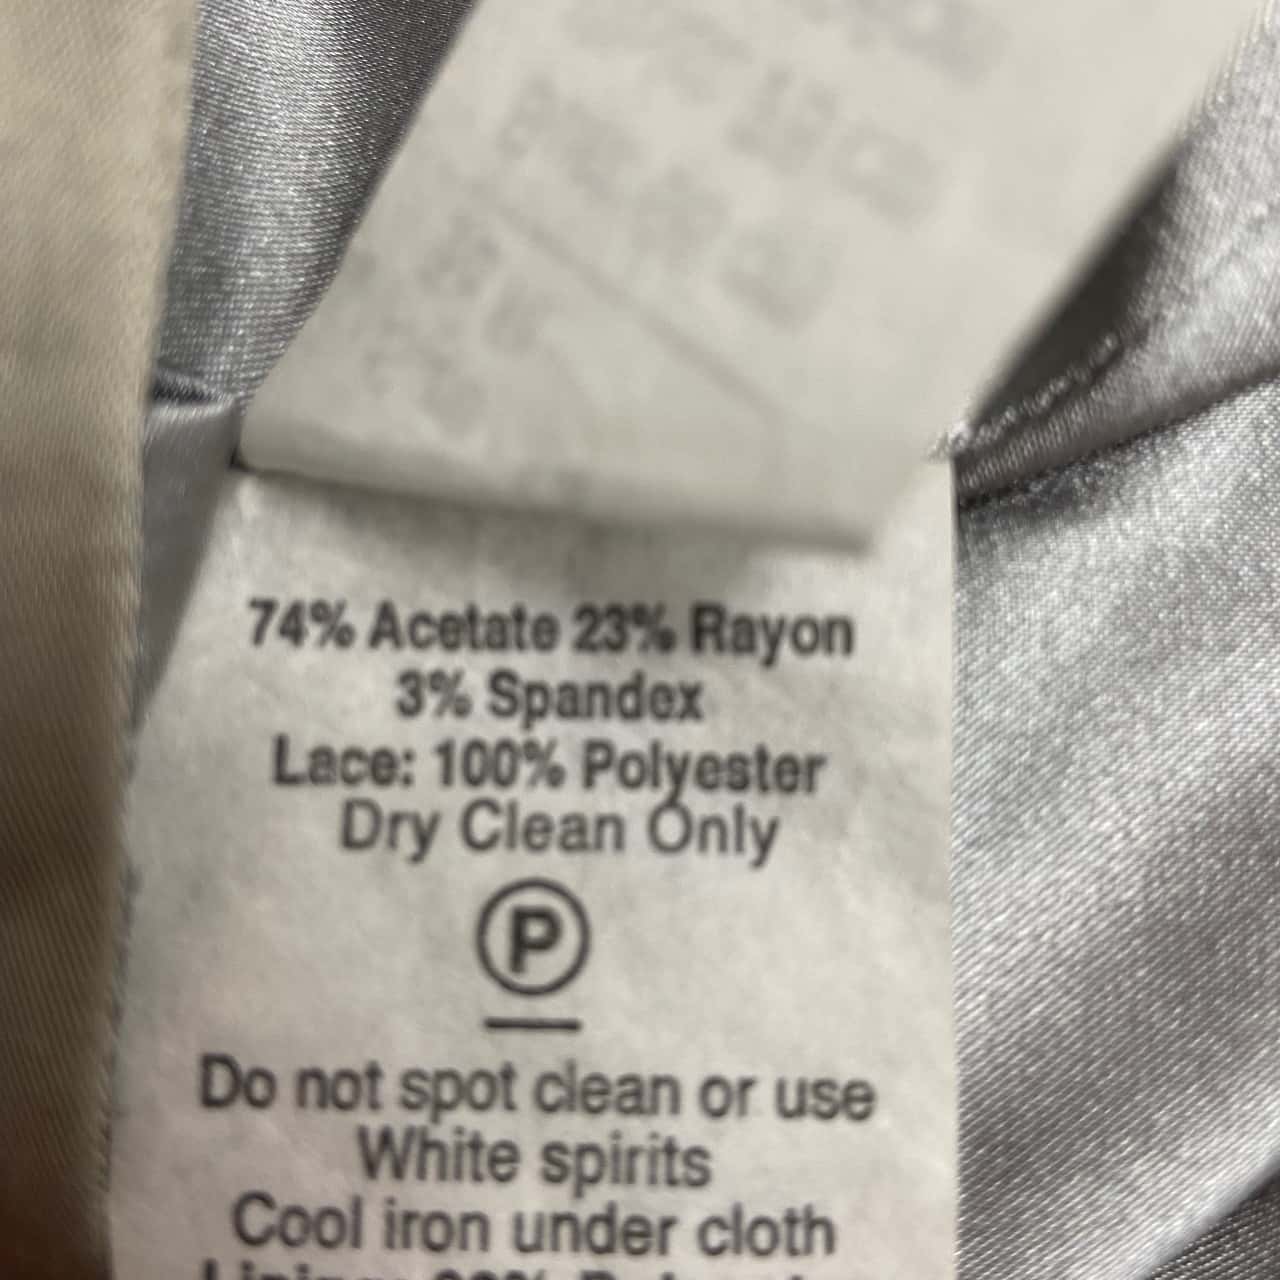 74% Acetate 23% Rayon
3% Spandex
Lace: 100% Polyester
Dry Clean Only
P
Do not spot clean or use
White spirits
Cool iron under cloth